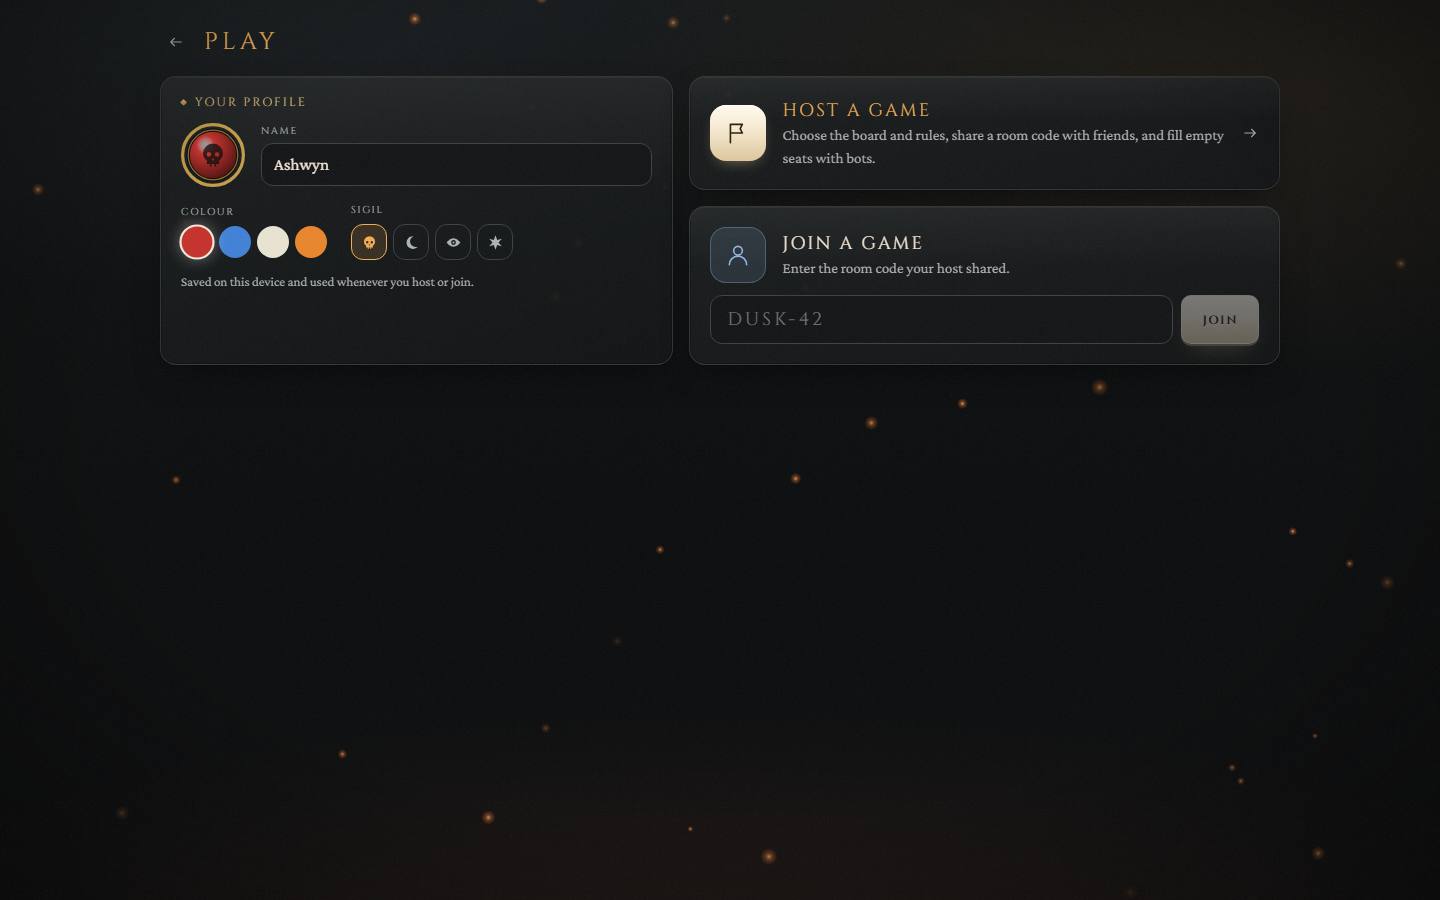 PLAY
YOUR PROFILE
NAME
Ashwyn
COLOUR
SIGIL
Saved on this device and used whenever you host or join.
HOST A GAME
Choose the board and rules, share a room code with friends, and fill empty
seats with bots.
JOIN A GAME
Enter the room code your host shared.
DUSK-42
JOIN